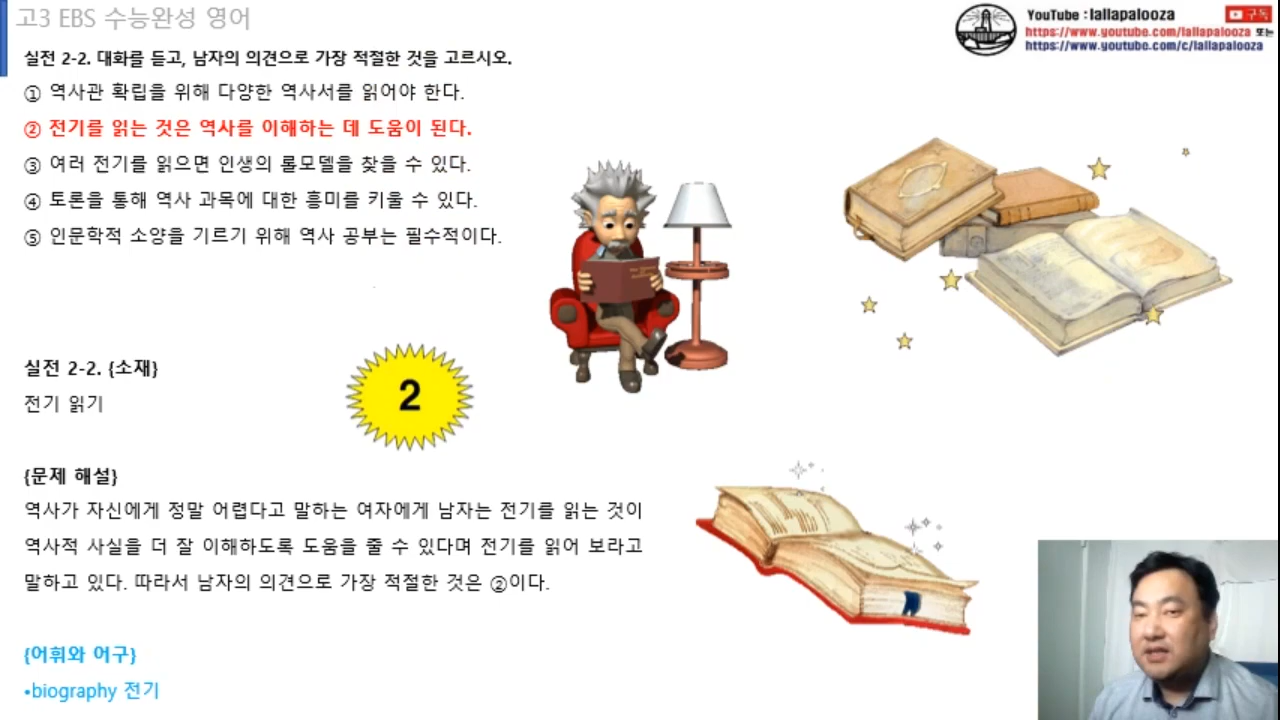 고3 EBS 수능완성 영어
YouTube : lallapalooza
구독
https://www.youtube.com/lallapalooza 또는
https://www.youtube.com/c/lallapalooza
실전 2-2. 대화를 듣고, 남자의 의견으로 가장 적절한 것을 고르시오.
① 역사관 확립을 위해 다양한 역사서를 읽어야 한다.
② 전기를 읽는 것은 역사를 이해하는 데 도움이 된다.
③ 여러 전기를 읽으면 인생의 롤모델을 찾을 수 있다.
④ 토론을 통해 역사 과목에 대한 흥미를 키울 수 있다.
⑤ 인문학적 소양을 기르기 위해 역사 공부는 필수적이다.
실전 2-2. {소재}
전기 읽기
2
{문제 해설}
역사가 자신에게 정말 어렵다고 말하는 여자에게 남자는 전기를 읽는 것이
역사적 사실을 더 잘 이해하도록 도움을 줄 수 있다며 전기를 읽어 보라고
말하고 있다. 따라서 남자의 의견으로 가장 적절한 것은 ②이다.
{어휘와 어구}
•biography 전기